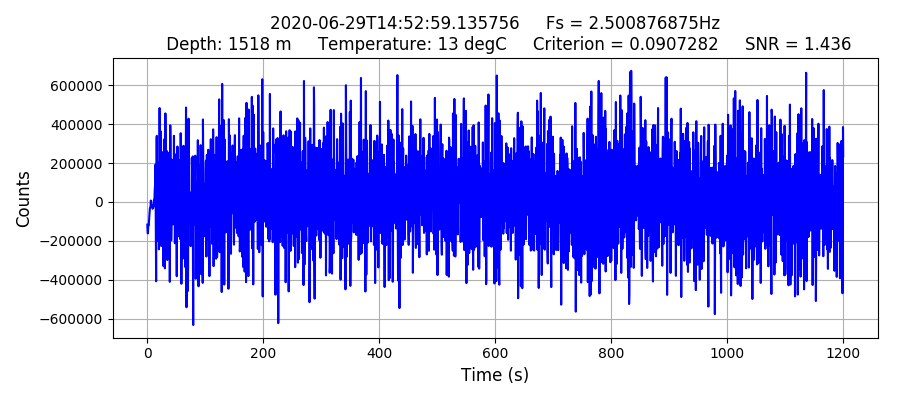 2020-06-29T14:52:59.135756 Fs = 2.500876875Hz
Depth: 1518 m Temperature: 13 degC Criterion = 0.0907282 SNR = 1.436
600000
400000
200000
0
−200000
−400000
−600000
Counts
0 200 400 600 800 1000 1200
Time (s)